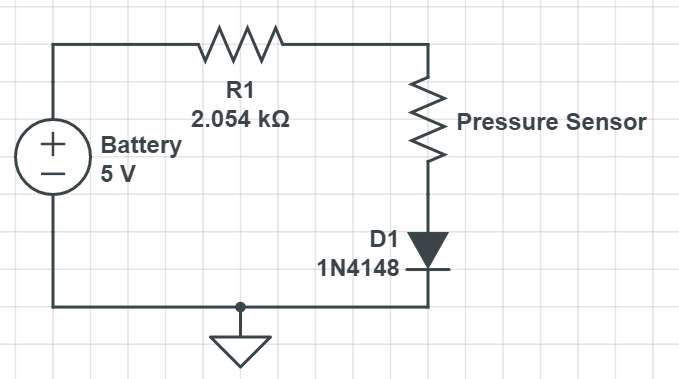 R1
2.054 kΩ
Pressure Sensor
Battery
5 V
D1
1N4148